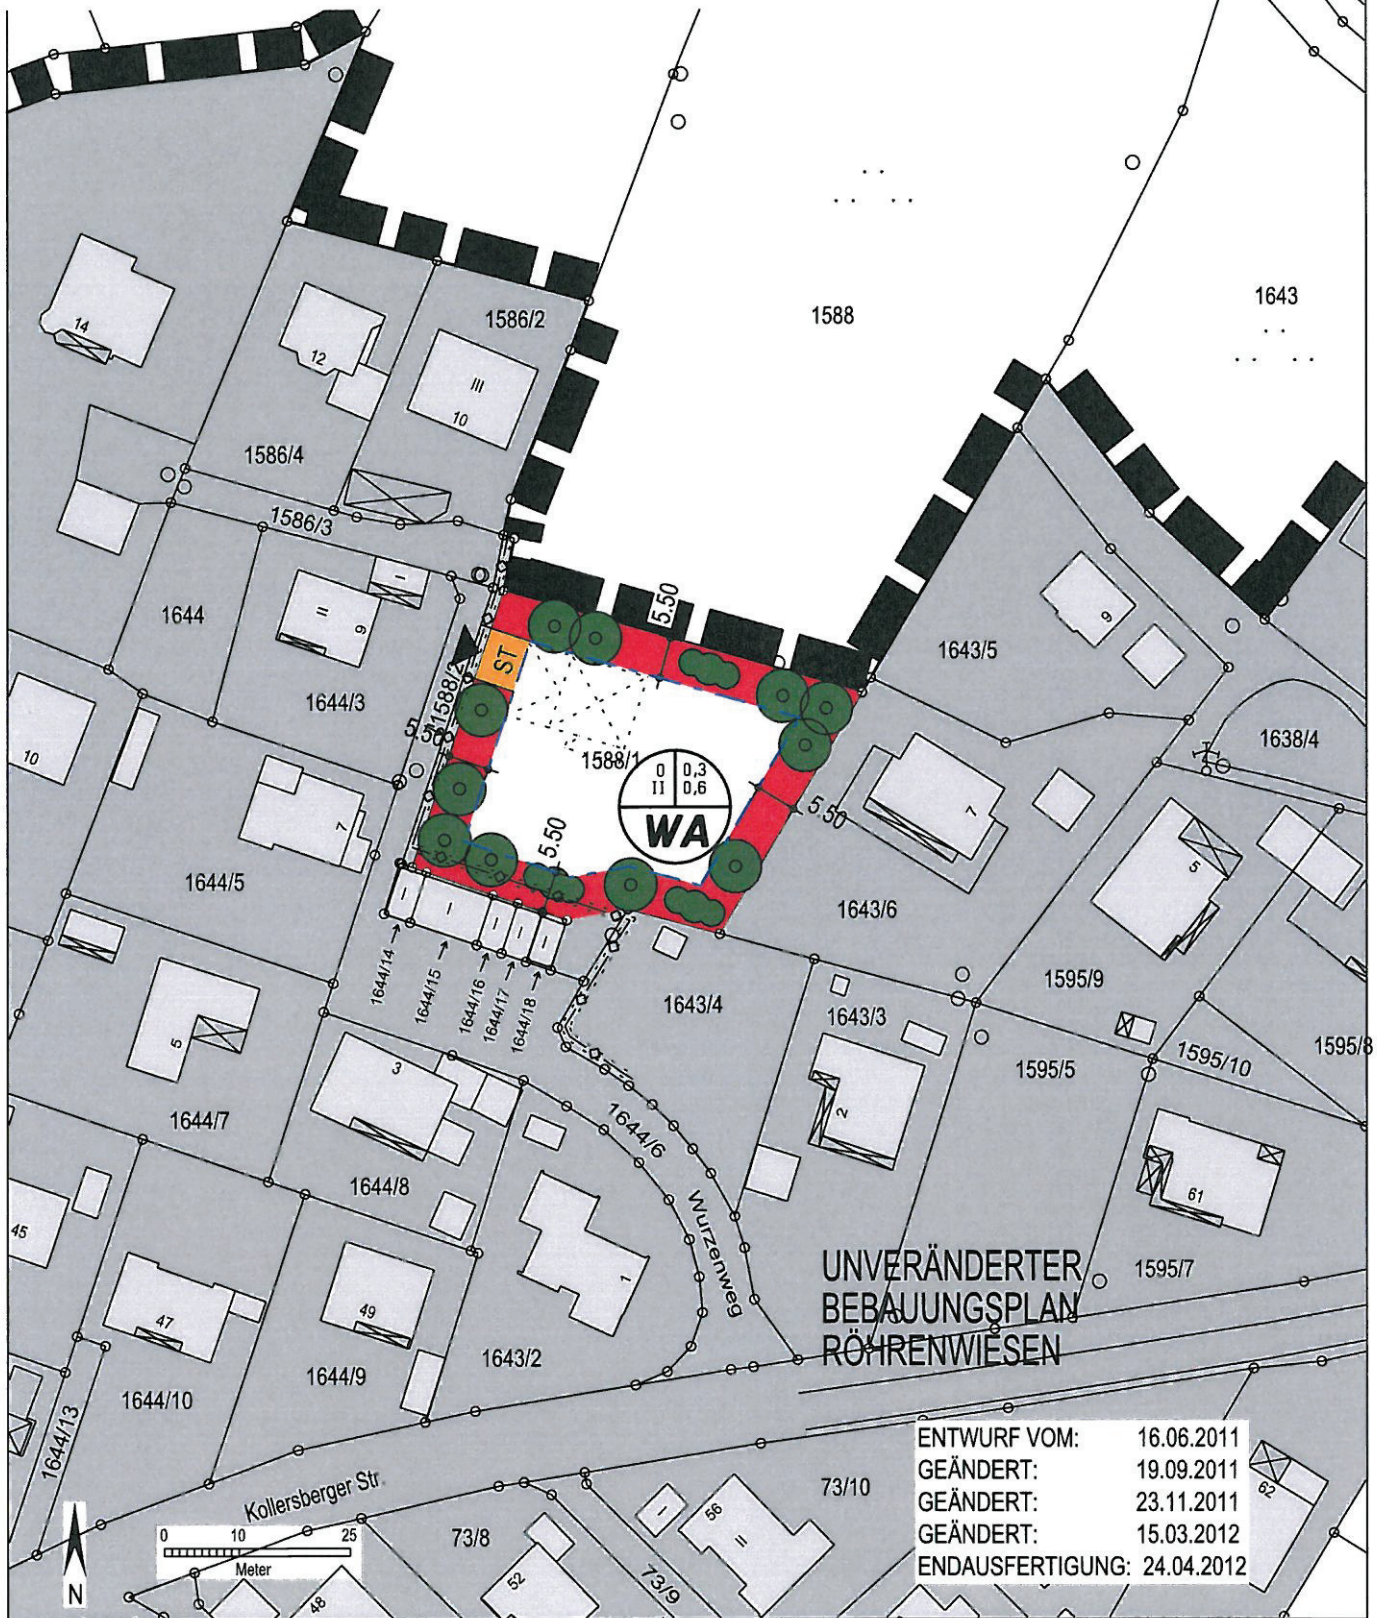 1588
1643
1586/2
14
12
III
10
1586/4
1586/3
1644
II
9
I
1644/3
1588/2
5.50
5.50
ST
1588/1
0 0,3
II 0,6
WA
5.50
5.50
1643/5
9
1638/4
7
5
10
7
1644/5
1643/6
1595/9
I
I
I
I
I
1644/14
1644/15
1644/16
1644/17
1644/18
1643/4
1643/3
1595/5
1595/10
1595/8
5
3
2
1644/7
1644/6
1644/8
Wurzenweg
61
45
1
1595/7
UNVERÄNDERTER
BEBAUUNGSPLAN
RÖHRENWIESEN
47
49
1643/2
1644/9
1644/10
1644/13
Kollersberger Str.
73/10
ENTWURF VOM: 16.06.2011
GEÄNDERT: 19.09.2011
GEÄNDERT: 23.11.2011
GEÄNDERT: 15.03.2012
ENDAUSFERTIGUNG: 24.04.2012
62
I
56
II
73/8
73/9
52
48
0 10 25
Meter
N